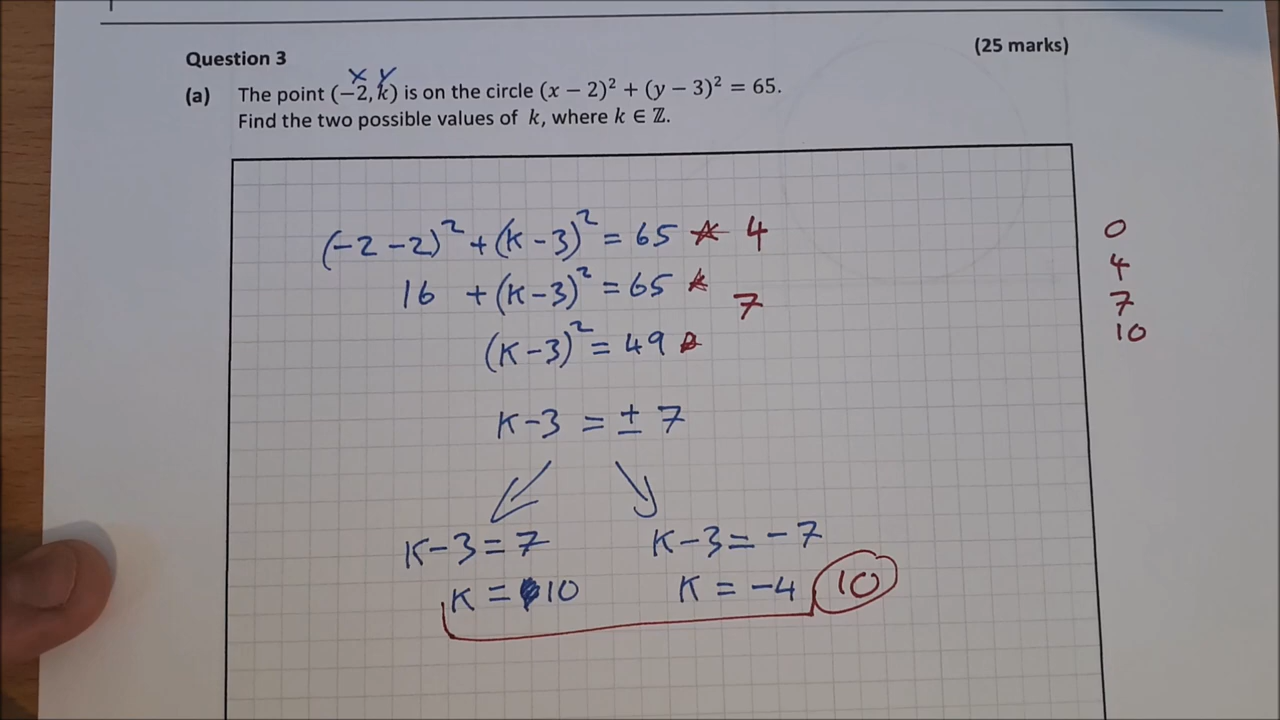 Question 3
(25 marks)
x y
(a) The point (−2, k) is on the circle (x − 2)² + (y − 3)² = 65.
Find the two possible values of k, where k ∈ ℤ.
(-2-2)² + (k-3)² = 65 * 4
16 + (k-3)² = 65 *
7
(k-3)² = 49 *
k-3 = ± 7
k-3 = 7 k-3 = -7
k = 10 k = -4 10
0
4
7
10